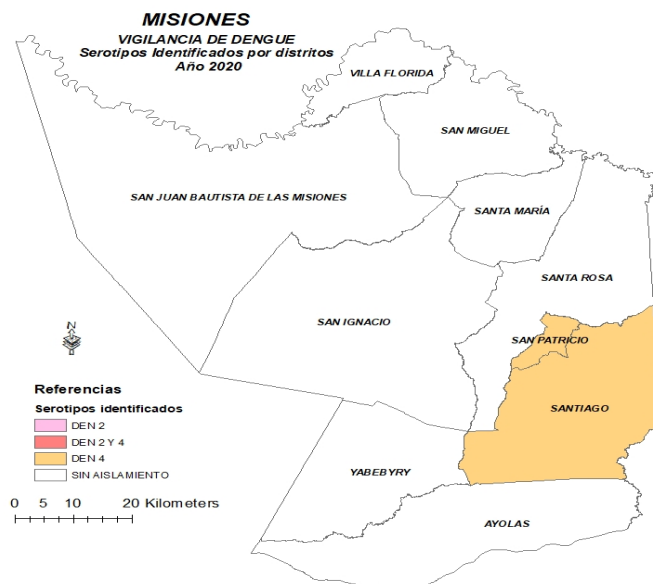 MISIONES
VIGILANCIA DE DENGUE
Serotipos Identificados por distritos
Año 2020
VILLA FLORIDA
SAN MIGUEL
SAN JUAN BAUTISTA DE LAS MISIONES
SANTA MARÍA
SANTA ROSA
SAN IGNACIO
SAN PATRICIO
N
SANTIAGO
YABEBYRY
AYOLAS
Referencias
Serotipos identificados
DEN 2
DEN 2 Y 4
DEN 4
SIN AISLAMIENTO
0 5 10 20 Kilometers